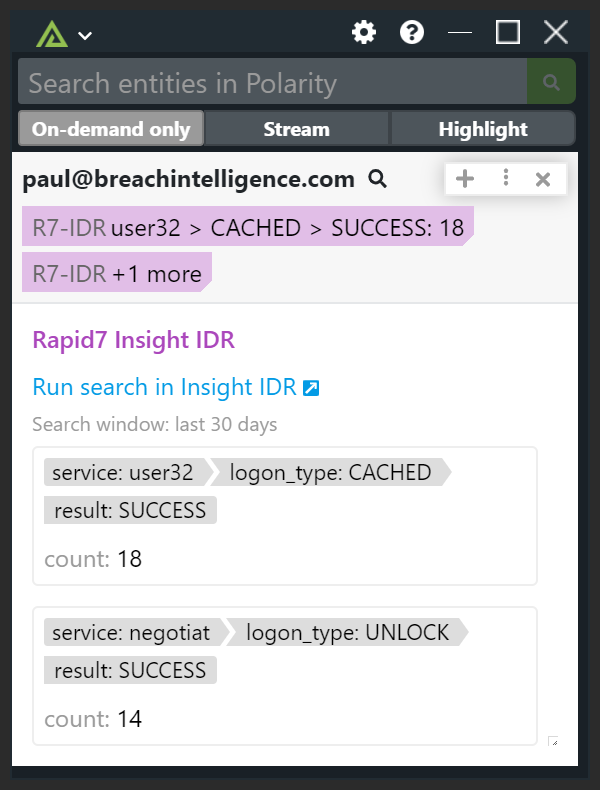 Search entities in Polarity
On-demand only Stream Highlight
paul@breachintelligence.com
R7-IDR user32 > CACHED > SUCCESS: 18
R7-IDR +1 more
Rapid7 Insight IDR
Run search in Insight IDR
Search window: last 30 days
service: user32 logon_type: CACHED
result: SUCCESS
count: 18
service: negotiat logon_type: UNLOCK
result: SUCCESS
count: 14